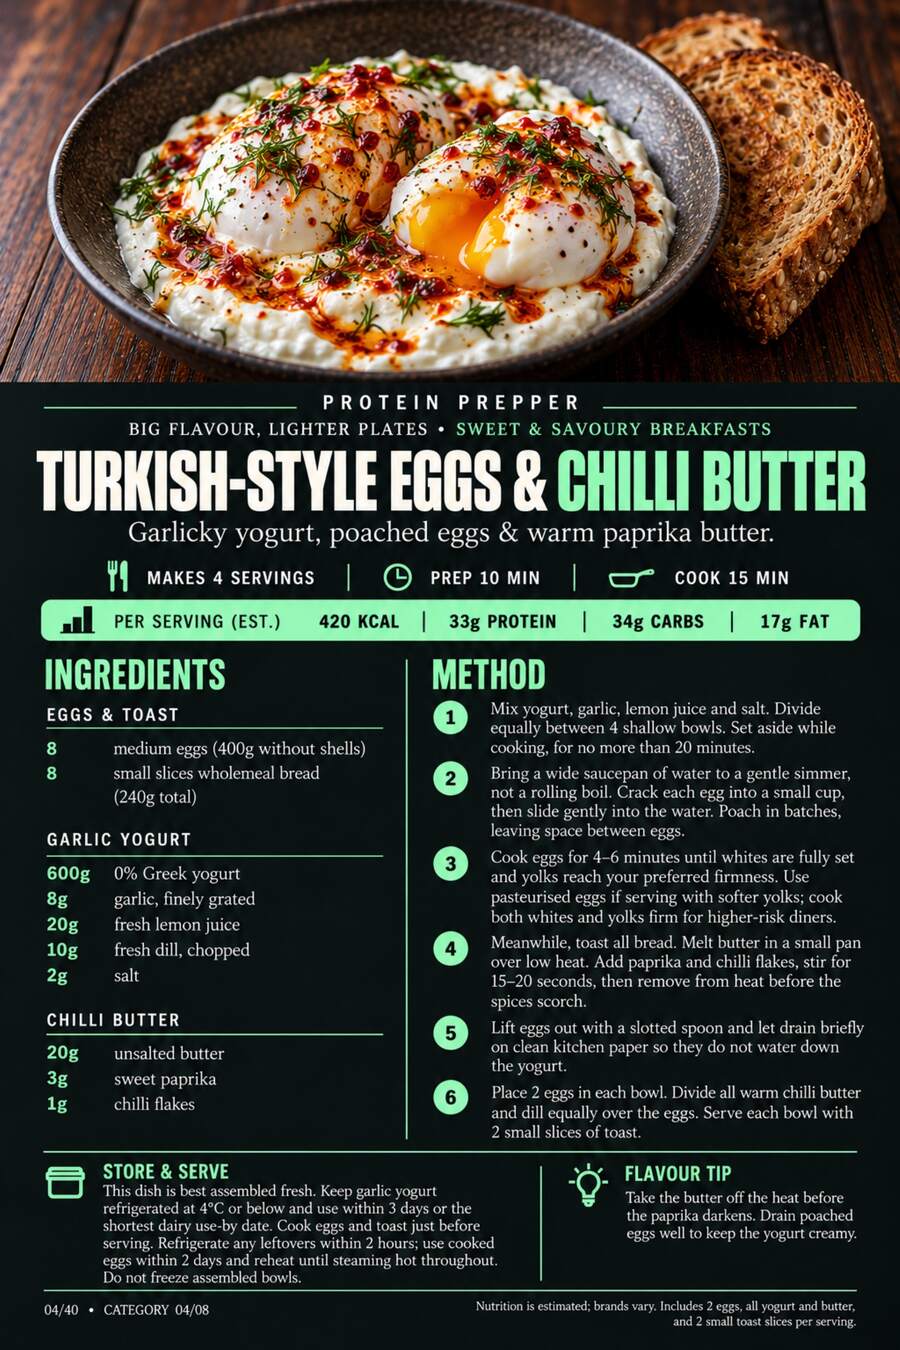 PROTEIN PREPPER
BIG FLAVOUR, LIGHTER PLATES • SWEET & SAVOURY BREAKFASTS
TURKISH-STYLE EGGS & CHILLI BUTTER
Garlicky yogurt, poached eggs & warm paprika butter.
MAKES 4 SERVINGS | PREP 10 MIN | COOK 15 MIN
PER SERVING (EST.) 420 KCAL | 33g PROTEIN | 34g CARBS | 17g FAT
INGREDIENTS
EGGS & TOAST
8 medium eggs (400g without shells)
8 small slices wholemeal bread
(240g total)
GARLIC YOGURT
600g 0% Greek yogurt
8g garlic, finely grated
20g fresh lemon juice
10g fresh dill, chopped
2g salt
CHILLI BUTTER
20g unsalted butter
3g sweet paprika
1g chilli flakes
METHOD
1 Mix yogurt, garlic, lemon juice and salt. Divide
equally between 4 shallow bowls. Set aside while
cooking, for no more than 20 minutes.
2 Bring a wide saucepan of water to a gentle simmer,
not a rolling boil. Crack each egg into a small cup,
then slide gently into the water. Poach in batches,
leaving space between eggs.
3 Cook eggs for 4–6 minutes until whites are fully set
and yolks reach your preferred firmness. Use
pasteurised eggs if serving with softer yolks; cook
both whites and yolks firm for higher-risk diners.
4 Meanwhile, toast all bread. Melt butter in a small pan
over low heat. Add paprika and chilli flakes, stir for
15–20 seconds, then remove from heat before the
spices scorch.
5 Lift eggs out with a slotted spoon and let drain briefly
on clean kitchen paper so they do not water down
the yogurt.
6 Place 2 eggs in each bowl. Divide all warm chilli butter
and dill equally over the eggs. Serve each bowl with
2 small slices of toast.
STORE & SERVE
This dish is best assembled fresh. Keep garlic yogurt
refrigerated at 4°C or below and use within 3 days or the
shortest dairy use-by date. Cook eggs and toast just before
serving. Refrigerate any leftovers within 2 hours; use cooked
eggs within 2 days and reheat until steaming hot throughout.
Do not freeze assembled bowls.
FLAVOUR TIP
Take the butter off the heat before
the paprika darkens. Drain poached
eggs well to keep the yogurt creamy.
04/40 • CATEGORY 04/08
Nutrition is estimated; brands vary. Includes 2 eggs, all yogurt and butter,
and 2 small toast slices per serving.